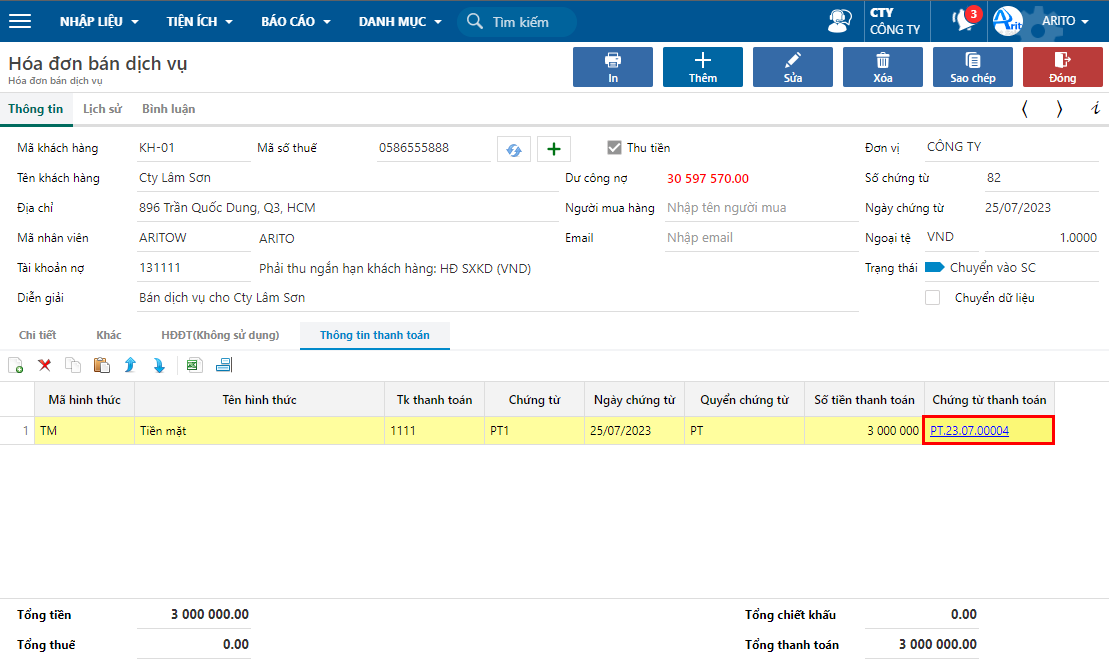 NHẬP LIỆU TIỆN ÍCH BÁO CÁO DANH MỤC Tìm kiếm CTY CÔNG TY 3 Arit ARITO
Hóa đơn bán dịch vụ
Hóa đơn bán dịch vụ
In Thêm Sửa Xóa Sao chép Đóng
Thông tin Lịch sử Bình luận
Mã khách hàng KH-01 Mã số thuế 0586555888 Thu tiền Đơn vị CÔNG TY
Tên khách hàng Cty Lâm Sơn Dư công nợ 30 597 570.00 Số chứng từ 82
Địa chỉ 896 Trần Quốc Dung, Q3, HCM Người mua hàng Nhập tên người mua Ngày chứng từ 25/07/2023
Mã nhân viên ARITOW ARITO Email Nhập email Ngoại tệ VND 1.0000
Tài khoản nợ 131111 Phải thu ngắn hạn khách hàng: HĐ SXKD (VND) Trạng thái Chuyển vào SC
Diễn giải Bán dịch vụ cho Cty Lâm Sơn Chuyển dữ liệu
Chi tiết Khác HĐĐT(Không sử dụng) Thông tin thanh toán
Mã hình thức Tên hình thức Tk thanh toán Chứng từ Ngày chứng từ Quyển chứng từ Số tiền thanh toán Chứng từ thanh toán
1 TM Tiền mặt 1111 PT1 25/07/2023 PT 3 000 000 PT.23.07.00004
Tổng tiền 3 000 000.00 Tổng chiết khấu 0.00
Tổng thuế 0.00 Tổng thanh toán 3 000 000.00